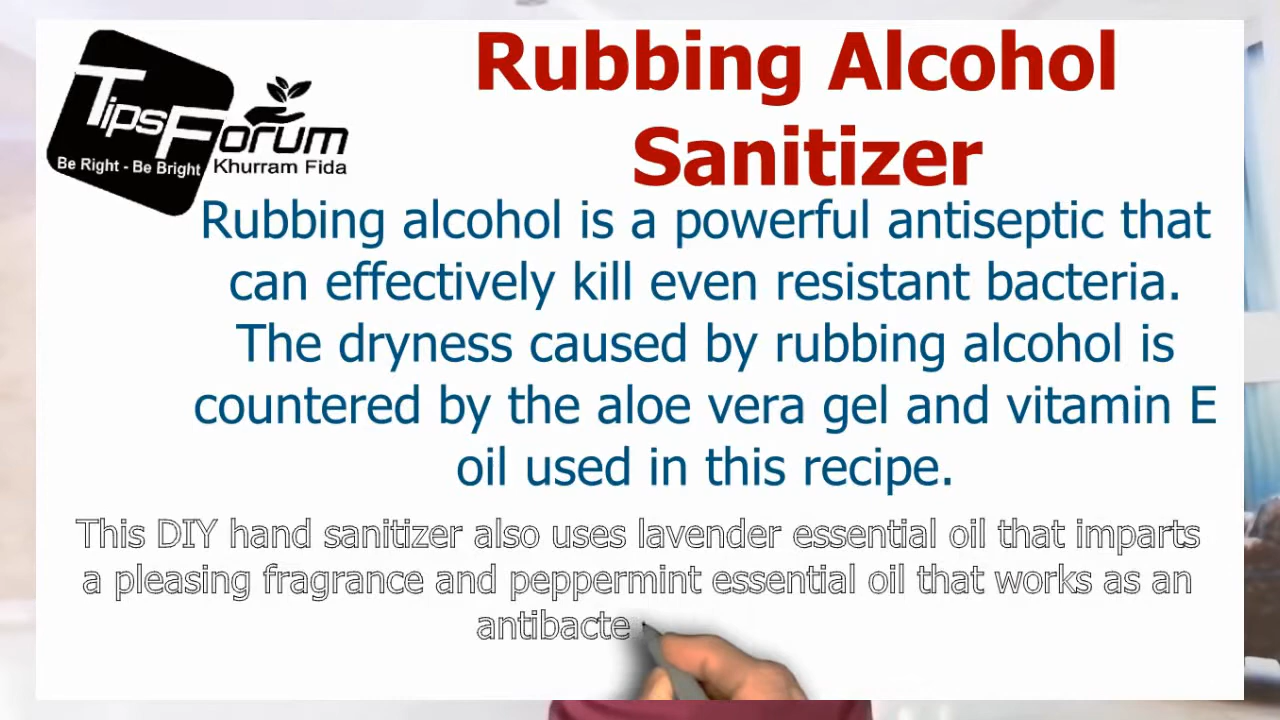 TipsForum
Be Right - Be Bright
Khurram Fida
Rubbing Alcohol
Sanitizer
Rubbing alcohol is a powerful antiseptic that
can effectively kill even resistant bacteria.
The dryness caused by rubbing alcohol is
countered by the aloe vera gel and vitamin E
oil used in this recipe.
This DIY hand sanitizer also uses lavender essential oil that imparts
a pleasing fragrance and peppermint essential oil that works as an
antibacte